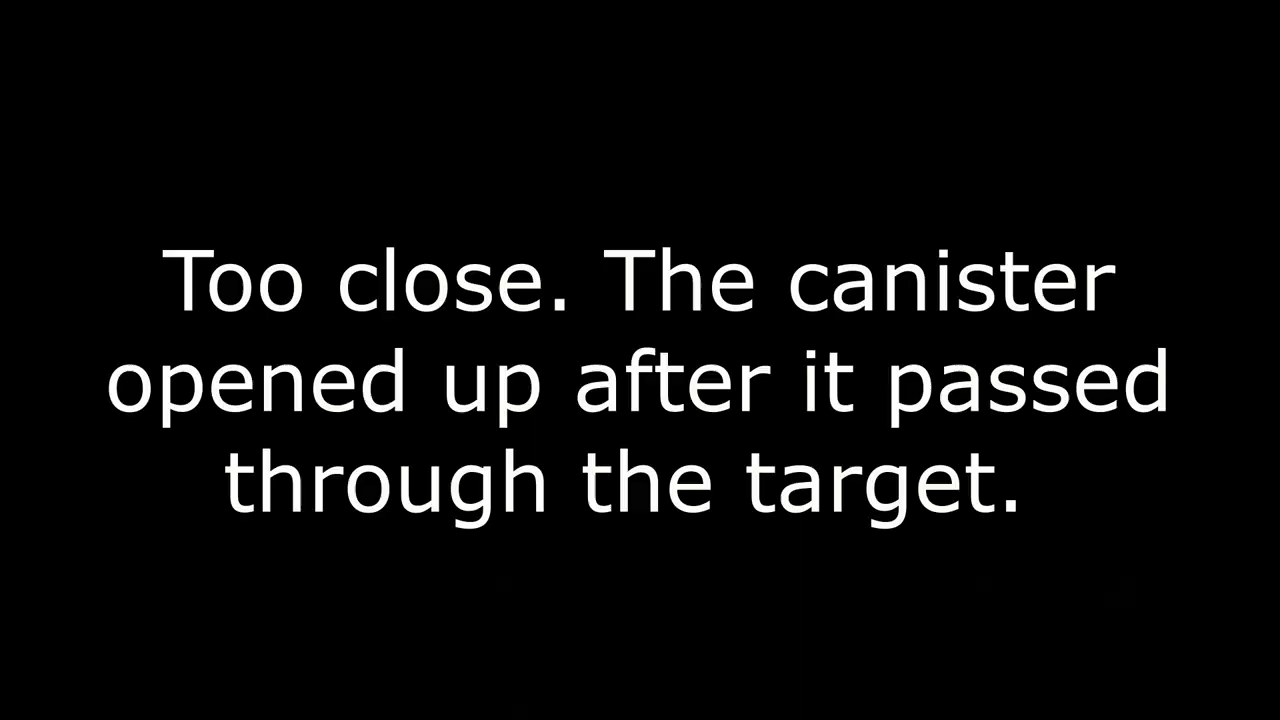 Too close. The canister
opened up after it passed
through the target.